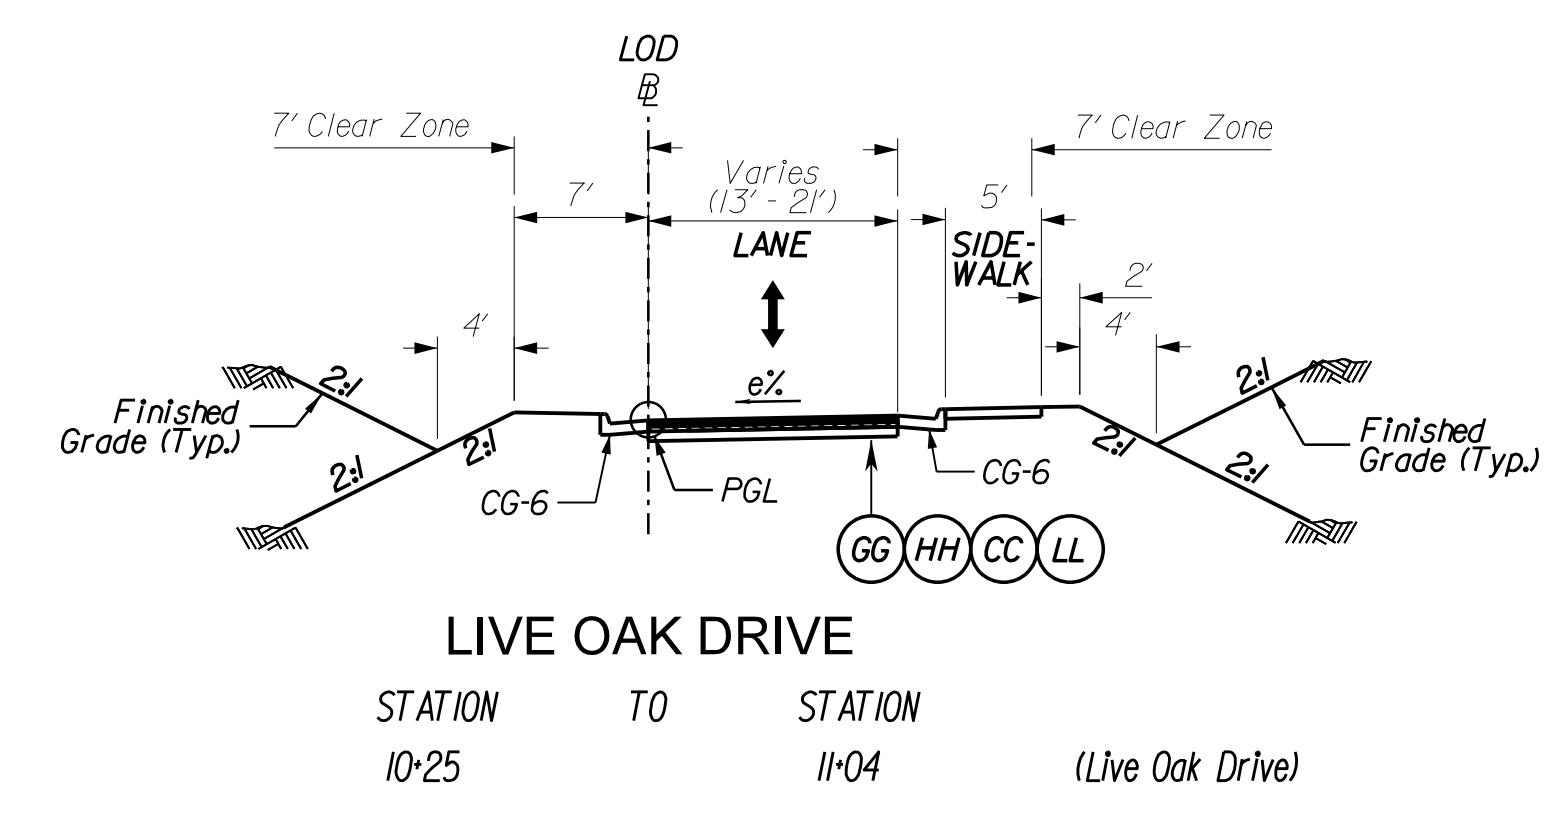 LOD
BL
7' Clear Zone
7' Clear Zone
Varies
(13' - 21')
7'
5'
LANE
SIDE-
WALK
2'
4'
4'
e%
2:1
2:1
Finished
Grade (Typ.)
2:1
2:1
2:1
2:1
Finished
Grade (Typ.)
CG-6
PGL
CG-6
GG HH CC LL
LIVE OAK DRIVE
STATION TO STATION
10+25 11+04 (Live Oak Drive)